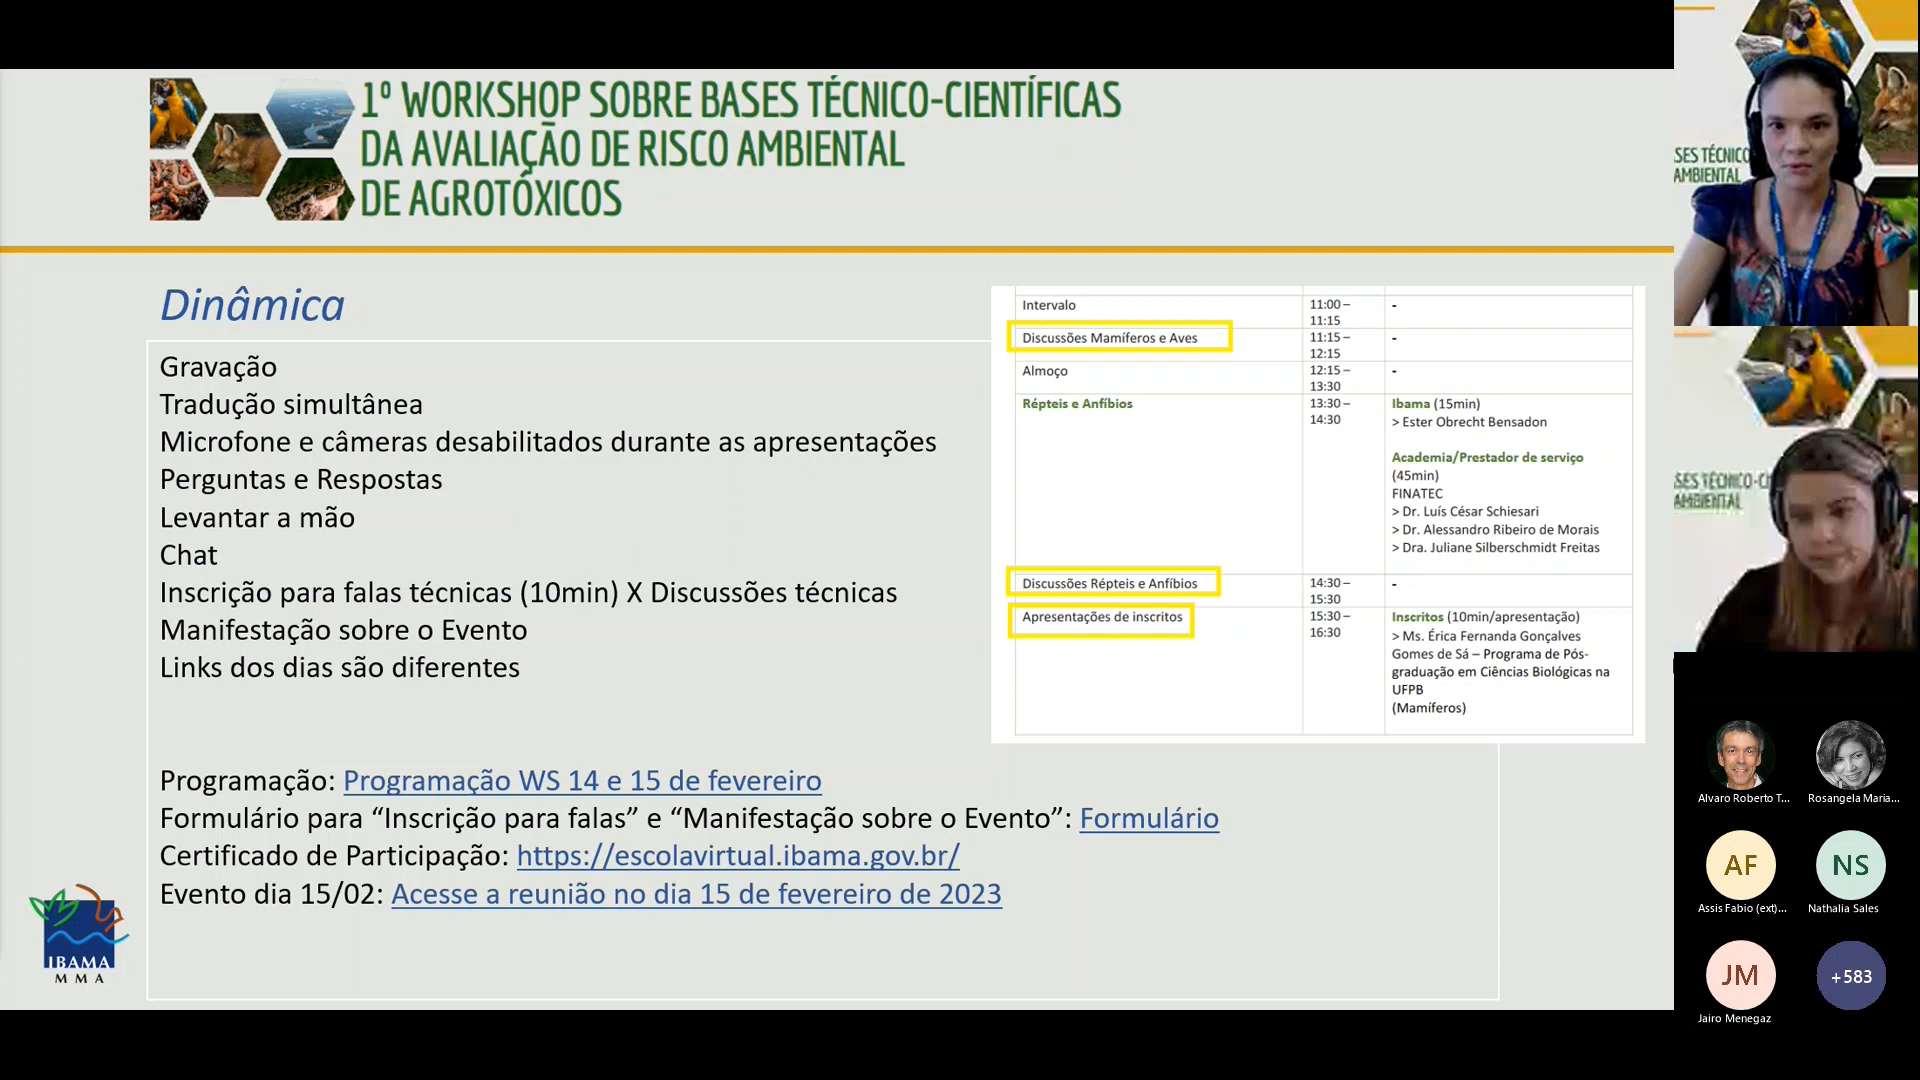 1º WORKSHOP SOBRE BASES TÉCNICO-CIENTÍFICAS
DA AVALIAÇÃO DE RISCO AMBIENTAL
DE AGROTÓXICOS
Dinâmica
Gravação
Tradução simultânea
Microfone e câmeras desabilitados durante as apresentações
Perguntas e Respostas
Levantar a mão
Chat
Inscrição para falas técnicas (10min) X Discussões técnicas
Manifestação sobre o Evento
Links dos dias são diferentes
Programação: Programação WS 14 e 15 de fevereiro
Formulário para “Inscrição para falas” e “Manifestação sobre o Evento”: Formulário
Certificado de Participação: https://escolavirtual.ibama.gov.br/
Evento dia 15/02: Acesse a reunião no dia 15 de fevereiro de 2023
IBAMA
M M A
Intervalo
11:00 –
11:15
-
Discussões Mamíferos e Aves
11:15 –
12:15
-
Almoço
12:15 –
13:30
-
Répteis e Anfíbios
13:30 –
14:30
Ibama (15min)
> Ester Obrecht Bensadon
Academia/Prestador de serviço
(45min)
FINATEC
> Dr. Luís César Schiesari
> Dr. Alessandro Ribeiro de Morais
> Dra. Juliane Silberschmidt Freitas
Discussões Répteis e Anfíbios
14:30 –
15:30
-
Apresentações de inscritos
15:30 –
16:30
Inscritos (10min/apresentação)
> Ms. Érica Fernanda Gonçalves
Gomes de Sá – Programa de Pós-
graduação em Ciências Biológicas na
UFPB
(Mamíferos)
SES TÉCNICO
AMBIENTAL
SES TÉCNICO-CI
AMBIENTAL
Alvaro Roberto T...
Rosangela Maria...
AF
NS
Assis Fabio (ext)...
Nathalia Sales
JM
+583
Jairo Menegaz